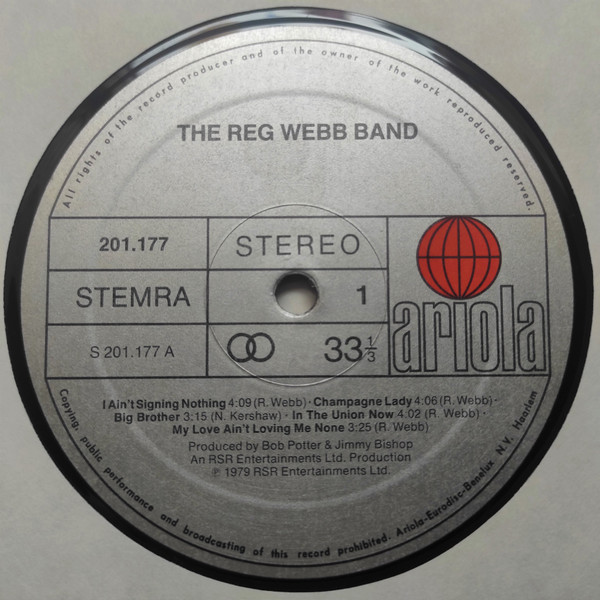 All rights of the record producer and of the owner of the work reproduced reserved.
THE REG WEBB BAND
201.177
STEREO
STEMRA
1
ariola
S 201.177 A
33 1/3
I Ain't Signing Nothing 4:09 (R. Webb) · Champagne Lady 4:06 (R. Webb) ·
Big Brother 3:15 (N. Kershaw) · In The Union Now 4:02 (R. Webb) ·
My Love Ain't Loving Me None 3:25 (R. Webb)
Produced by Bob Potter & Jimmy Bishop
An RSR Entertainments Ltd. Production
℗ 1979 RSR Entertainments Ltd.
Copying, public performance and broadcasting of this record prohibited. Ariola-Eurodisc-Benelux N.V. Haarlem